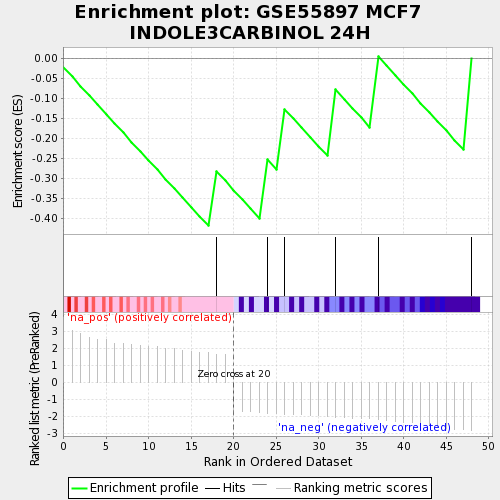 Enrichment plot: GSE55897 MCF7
INDOLE3CARBINOL 24H
Enrichment score (ES)
0.00
-0.05
-0.10
-0.15
-0.20
-0.25
-0.30
-0.35
-0.40
'na_pos' (positively correlated)
Ranked list metric (PreRanked)
4
3
2
1
0
-1
-2
-3
Zero cross at 20
'na_neg' (negatively correlated)
0 5 10 15 20 25 30 35 40 45 50
Rank in Ordered Dataset
Enrichment profile Hits Ranking metric scores